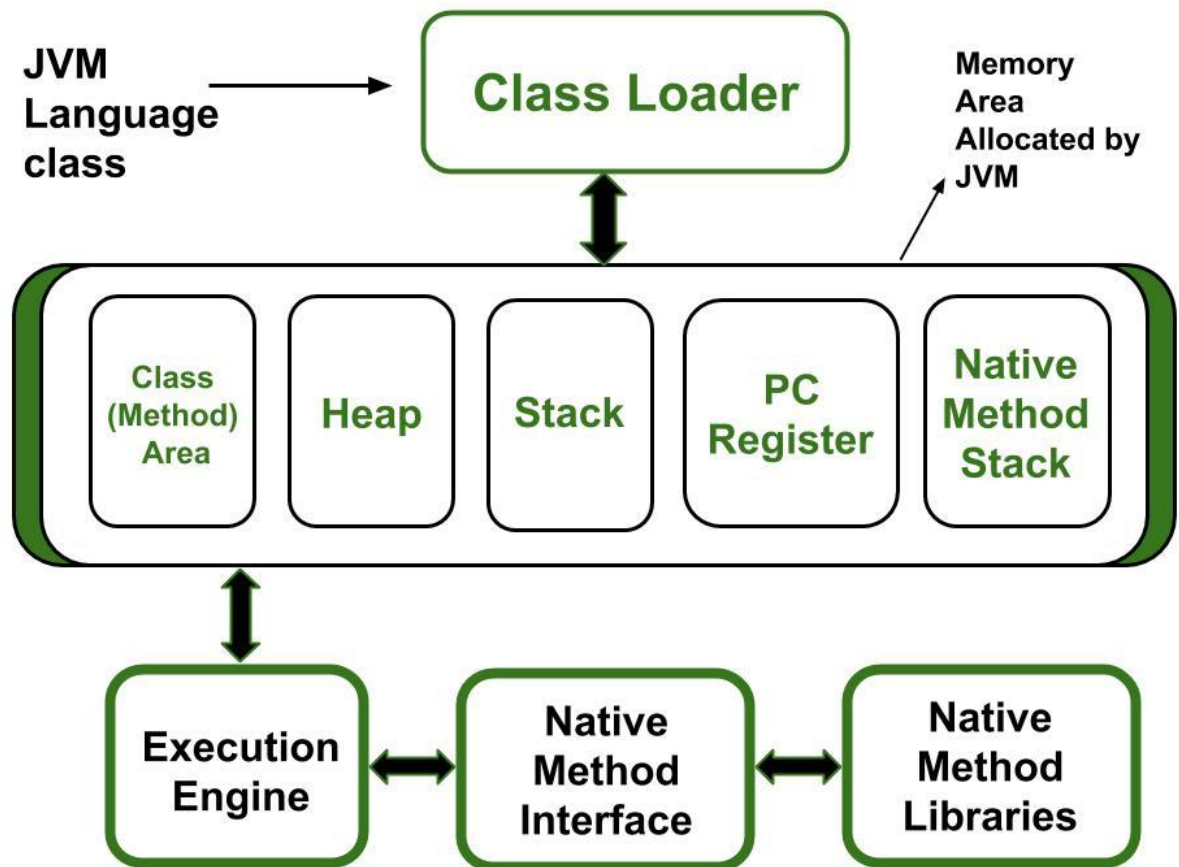 JVM
Language
class
Class Loader
Memory
Area
Allocated by
JVM
Class
(Method)
Area
Heap
Stack
PC
Register
Native
Method
Stack
Execution
Engine
Native
Method
Interface
Native
Method
Libraries